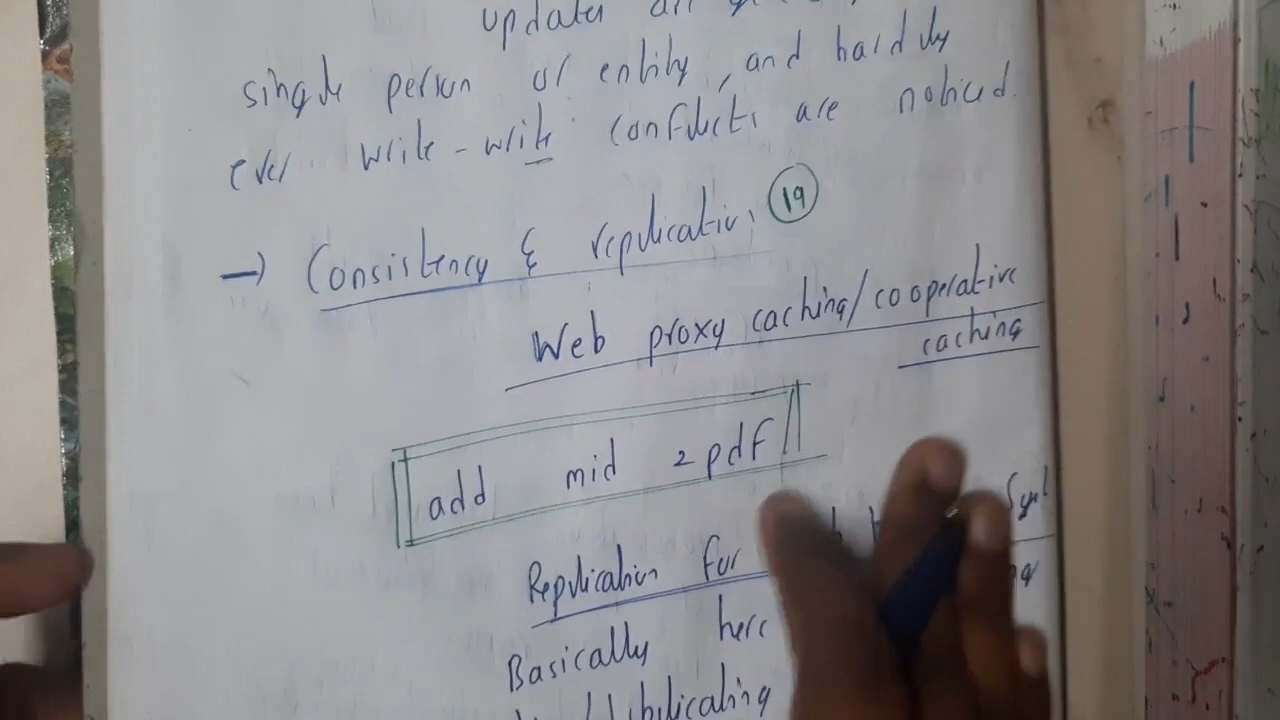 updates
single person or entity, and hardly
ever write-write conflicts are noticed.
→ Consistency & replication: 19
Web proxy caching/cooperative
caching
add mid 2 pdf
Replication for
Basically here